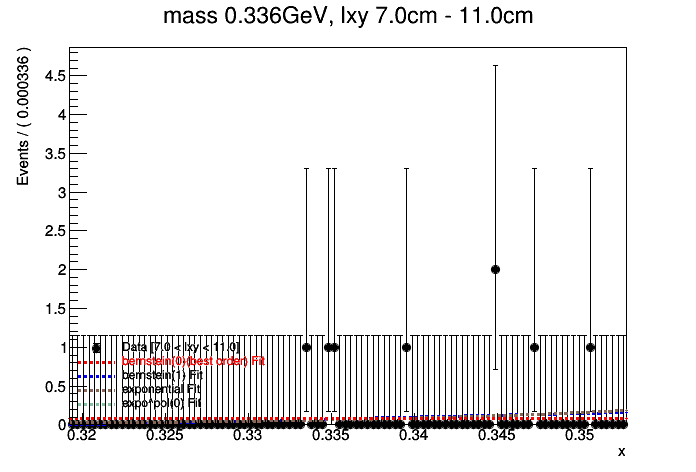 mass 0.336GeV, lxy 7.0cm - 11.0cm
Events / ( 0.000336 )
4.5
4
3.5
3
2.5
2
1.5
1
0.5
0
Data [7.0 < lxy < 11.0]
bernstein(0)(best order) Fit
bernstein(1) Fit
exponential Fit
expo*pol(0) Fit
0.322 0.325 0.33 0.335 0.34 0.345 0.35
x